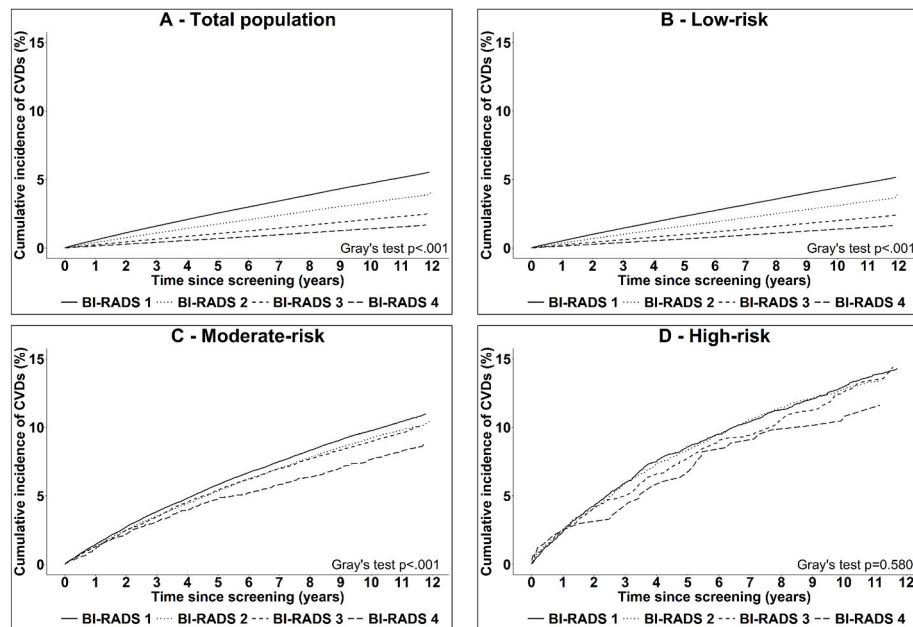 A - Total population
Cumulative incidence of CVDs (%)
15
10
5
0
Gray's test p<.001
0 1 2 3 4 5 6 7 8 9 10 11 12
Time since screening (years)
BI-RADS 1 BI-RADS 2 BI-RADS 3 BI-RADS 4
B - Low-risk
Cumulative incidence of CVDs (%)
15
10
5
0
Gray's test p<.001
0 1 2 3 4 5 6 7 8 9 10 11 12
Time since screening (years)
BI-RADS 1 BI-RADS 2 BI-RADS 3 BI-RADS 4
C - Moderate-risk
Cumulative incidence of CVDs (%)
15
10
5
0
Gray's test p<.001
0 1 2 3 4 5 6 7 8 9 10 11 12
Time since screening (years)
BI-RADS 1 BI-RADS 2 BI-RADS 3 BI-RADS 4
D - High-risk
Cumulative incidence of CVDs (%)
15
10
5
0
Gray's test p=0.580
0 1 2 3 4 5 6 7 8 9 10 11 12
Time since screening (years)
BI-RADS 1 BI-RADS 2 BI-RADS 3 BI-RADS 4